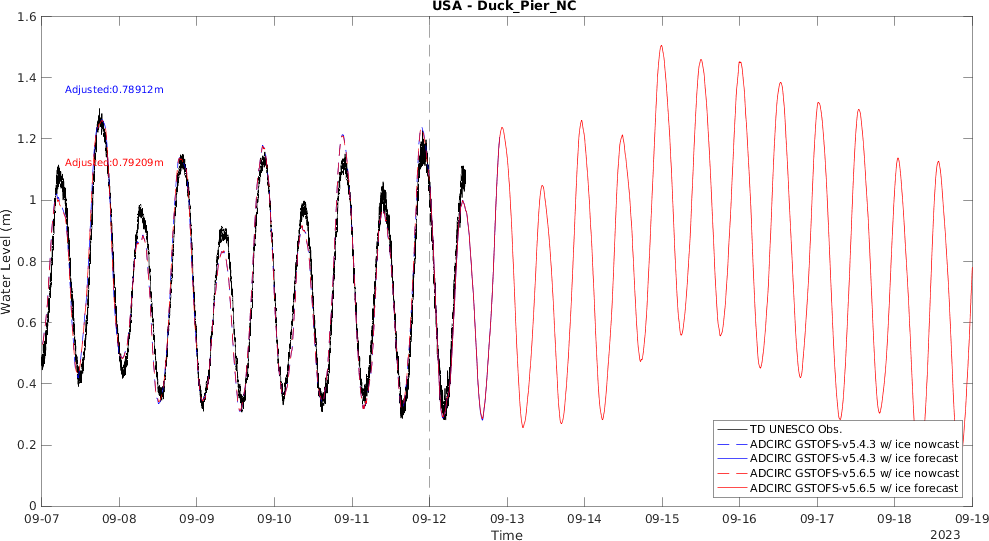 USA - Duck_Pier_NC
1.6
1.4
1.2
1
0.8
0.6
0.4
0.2
0
Water Level (m)
Adjusted:0.78912m
Adjusted:0.79209m
TD UNESCO Obs.
ADCIRC GSTOFS-v5.4.3 w/ ice nowcast
ADCIRC GSTOFS-v5.4.3 w/ ice forecast
ADCIRC GSTOFS-v5.6.5 w/ ice nowcast
ADCIRC GSTOFS-v5.6.5 w/ ice forecast
09-07 09-08 09-09 09-10 09-11 09-12 09-13 09-14 09-15 09-16 09-17 09-18 09-19
Time
2023